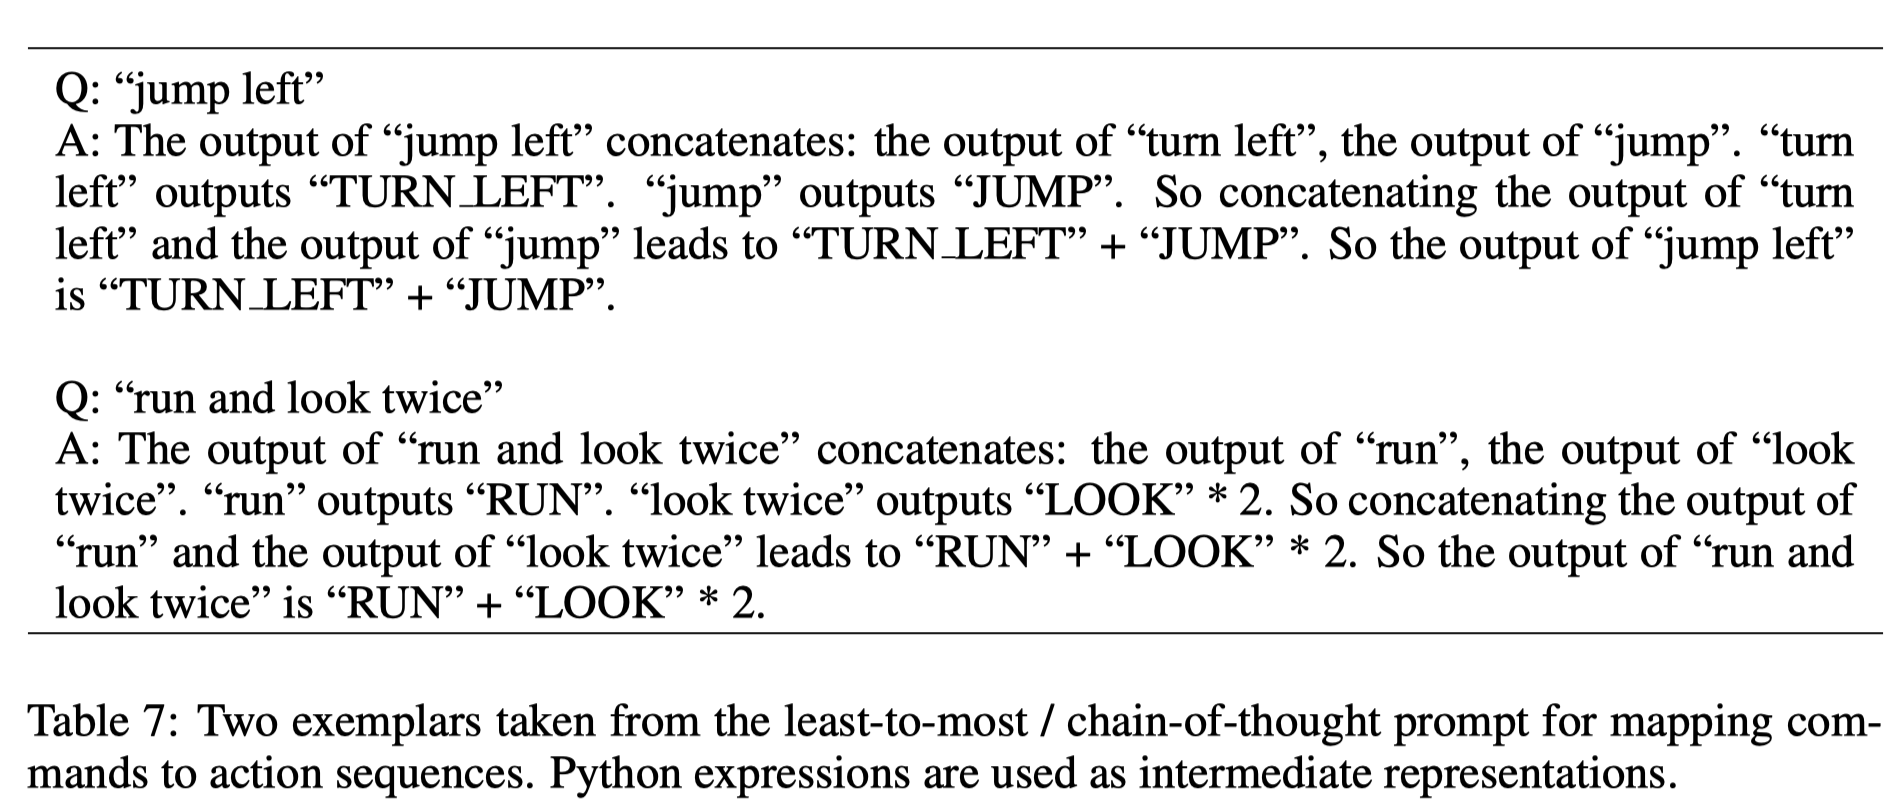 Q: “jump left”
A: The output of “jump left” concatenates: the output of “turn left”, the output of “jump”. “turn
left” outputs “TURN_LEFT”. “jump” outputs “JUMP”. So concatenating the output of “turn
left” and the output of “jump” leads to “TURN_LEFT” + “JUMP”. So the output of “jump left”
is “TURN_LEFT” + “JUMP”.
Q: “run and look twice”
A: The output of “run and look twice” concatenates: the output of “run”, the output of “look
twice”. “run” outputs “RUN”. “look twice” outputs “LOOK” * 2. So concatenating the output of
“run” and the output of “look twice” leads to “RUN” + “LOOK” * 2. So the output of “run and
look twice” is “RUN” + “LOOK” * 2.
Table 7: Two exemplars taken from the least-to-most / chain-of-thought prompt for mapping com-
mands to action sequences. Python expressions are used as intermediate representations.